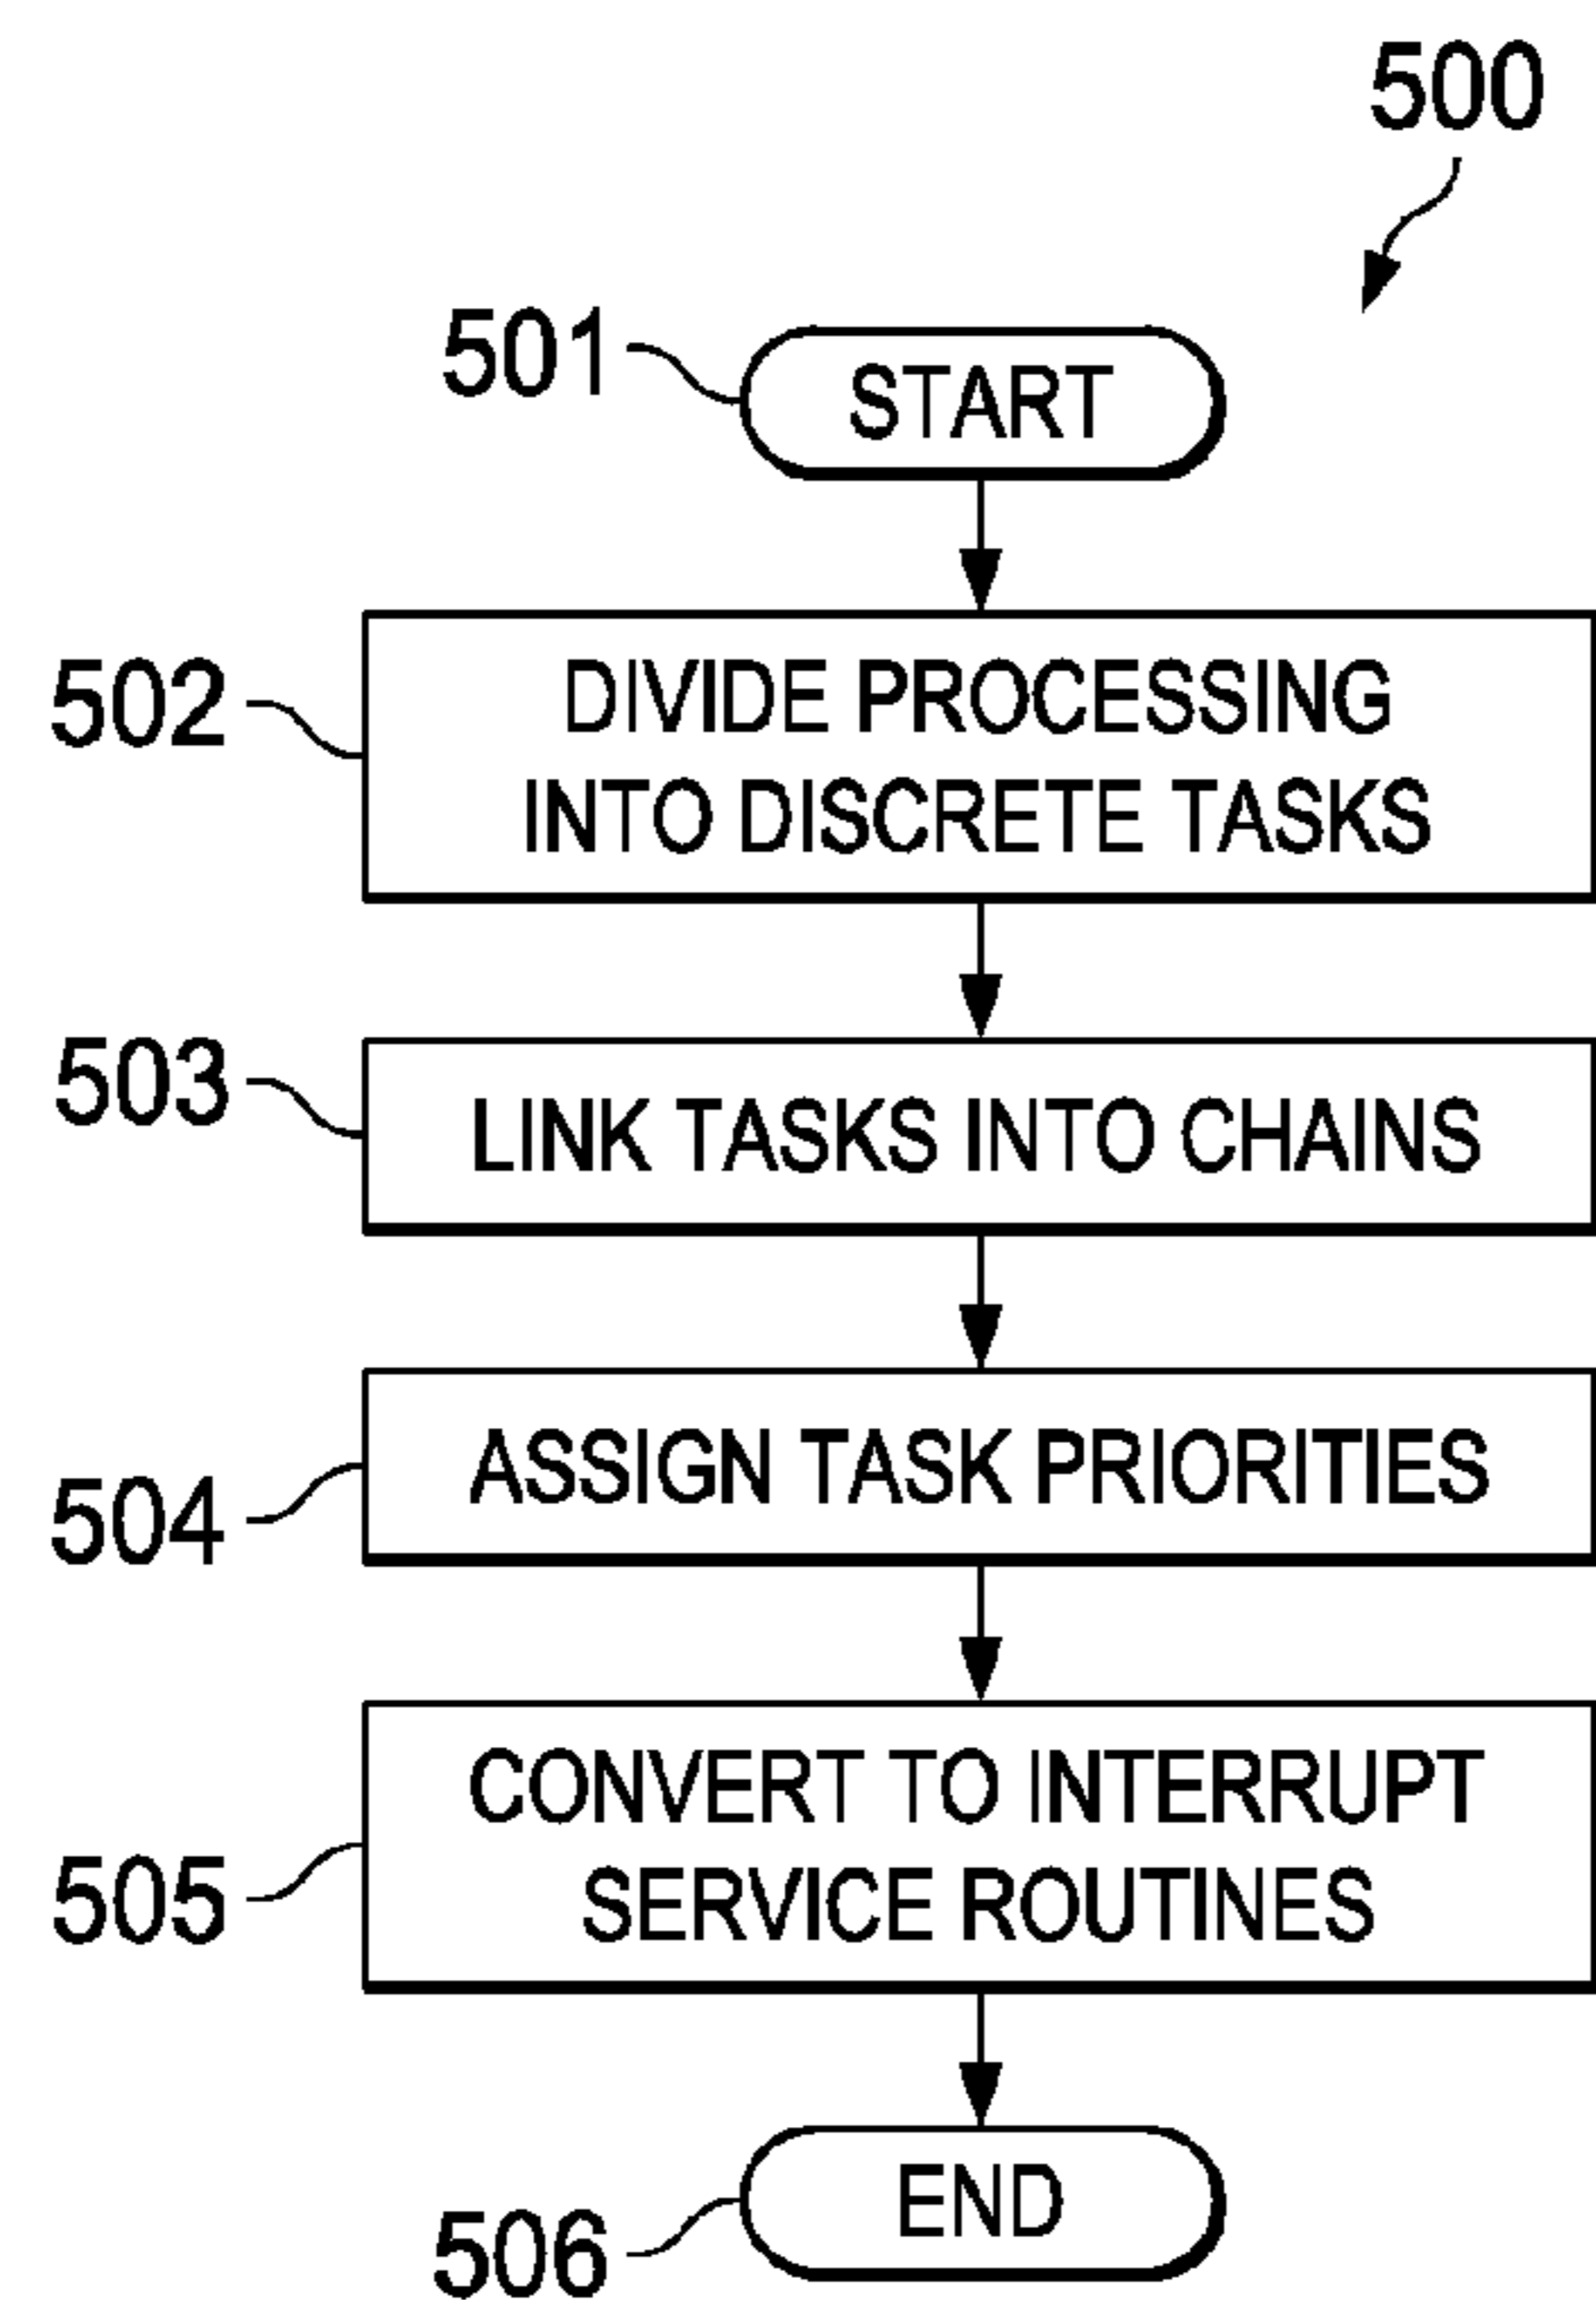 500
501
START
502
DIVIDE PROCESSING
INTO DISCRETE TASKS
503
LINK TASKS INTO CHAINS
504
ASSIGN TASK PRIORITIES
505
CONVERT TO INTERRUPT
SERVICE ROUTINES
506
END